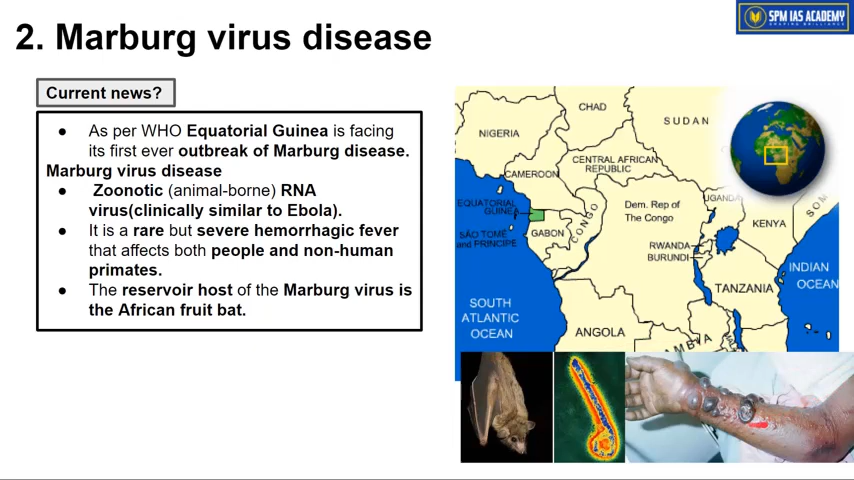 2. Marburg virus disease
SPM IAS ACADEMY
SHAPING BRILLIANCE
Current news?
● As per WHO Equatorial Guinea is facing
its first ever outbreak of Marburg disease.
Marburg virus disease
● Zoonotic (animal-borne) RNA
virus(clinically similar to Ebola).
● It is a rare but severe hemorrhagic fever
that affects both people and non-human
primates.
● The reservoir host of the Marburg virus is
the African fruit bat.
CHAD
SUDAN
NIGERIA
CENTRAL AFRICAN
REPUBLIC
CAMEROON
EQUATORIAL
GUINEA
SÃO TOMÉ
and PRINCIPE
GABON
CONGO
Dem. Rep of
The Congo
UGANDA
KENYA
SOM
RWANDA
BURUNDI
TANZANIA
INDIAN
OCEAN
SOUTH
ATLANTIC
OCEAN
ANGOLA
AMBIA